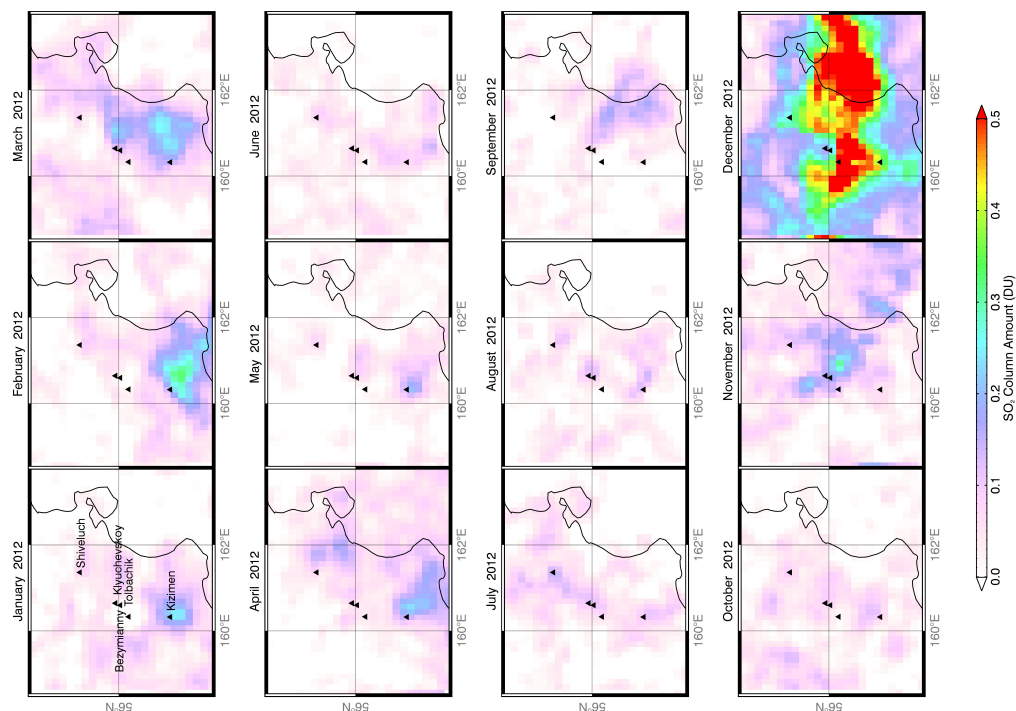 January 2012 February 2012 March 2012
Shiveluch
56°N
Klyuchevskoy
Bezymianny
Tolbachik
Kizimen
160°E 162°E 160°E 162°E 160°E 162°E
April 2012 May 2012 June 2012
56°N
160°E 162°E 160°E 162°E 160°E 162°E
July 2012 August 2012 September 2012
56°N
160°E 162°E 160°E 162°E 160°E 162°E
October 2012 November 2012 December 2012
56°N
160°E 162°E 160°E 162°E 160°E 162°E
0.0 0.1 0.2 0.3 0.4 0.5
SO₂ Column Amount (DU)